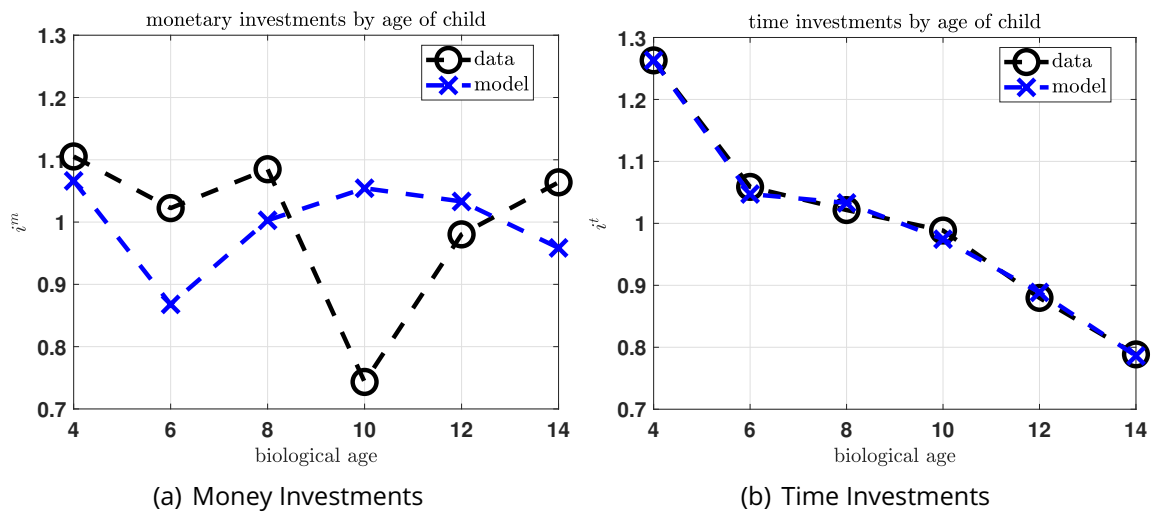 monetary investments by age of child
1.3
1.2
1.1
1
0.9
0.8
0.7
i^m
data
model
4 6 8 10 12 14
biological age
(a) Money Investments
time investments by age of child
1.3
1.2
1.1
1
0.9
0.8
0.7
i^t
data
model
4 6 8 10 12 14
biological age
(b) Time Investments